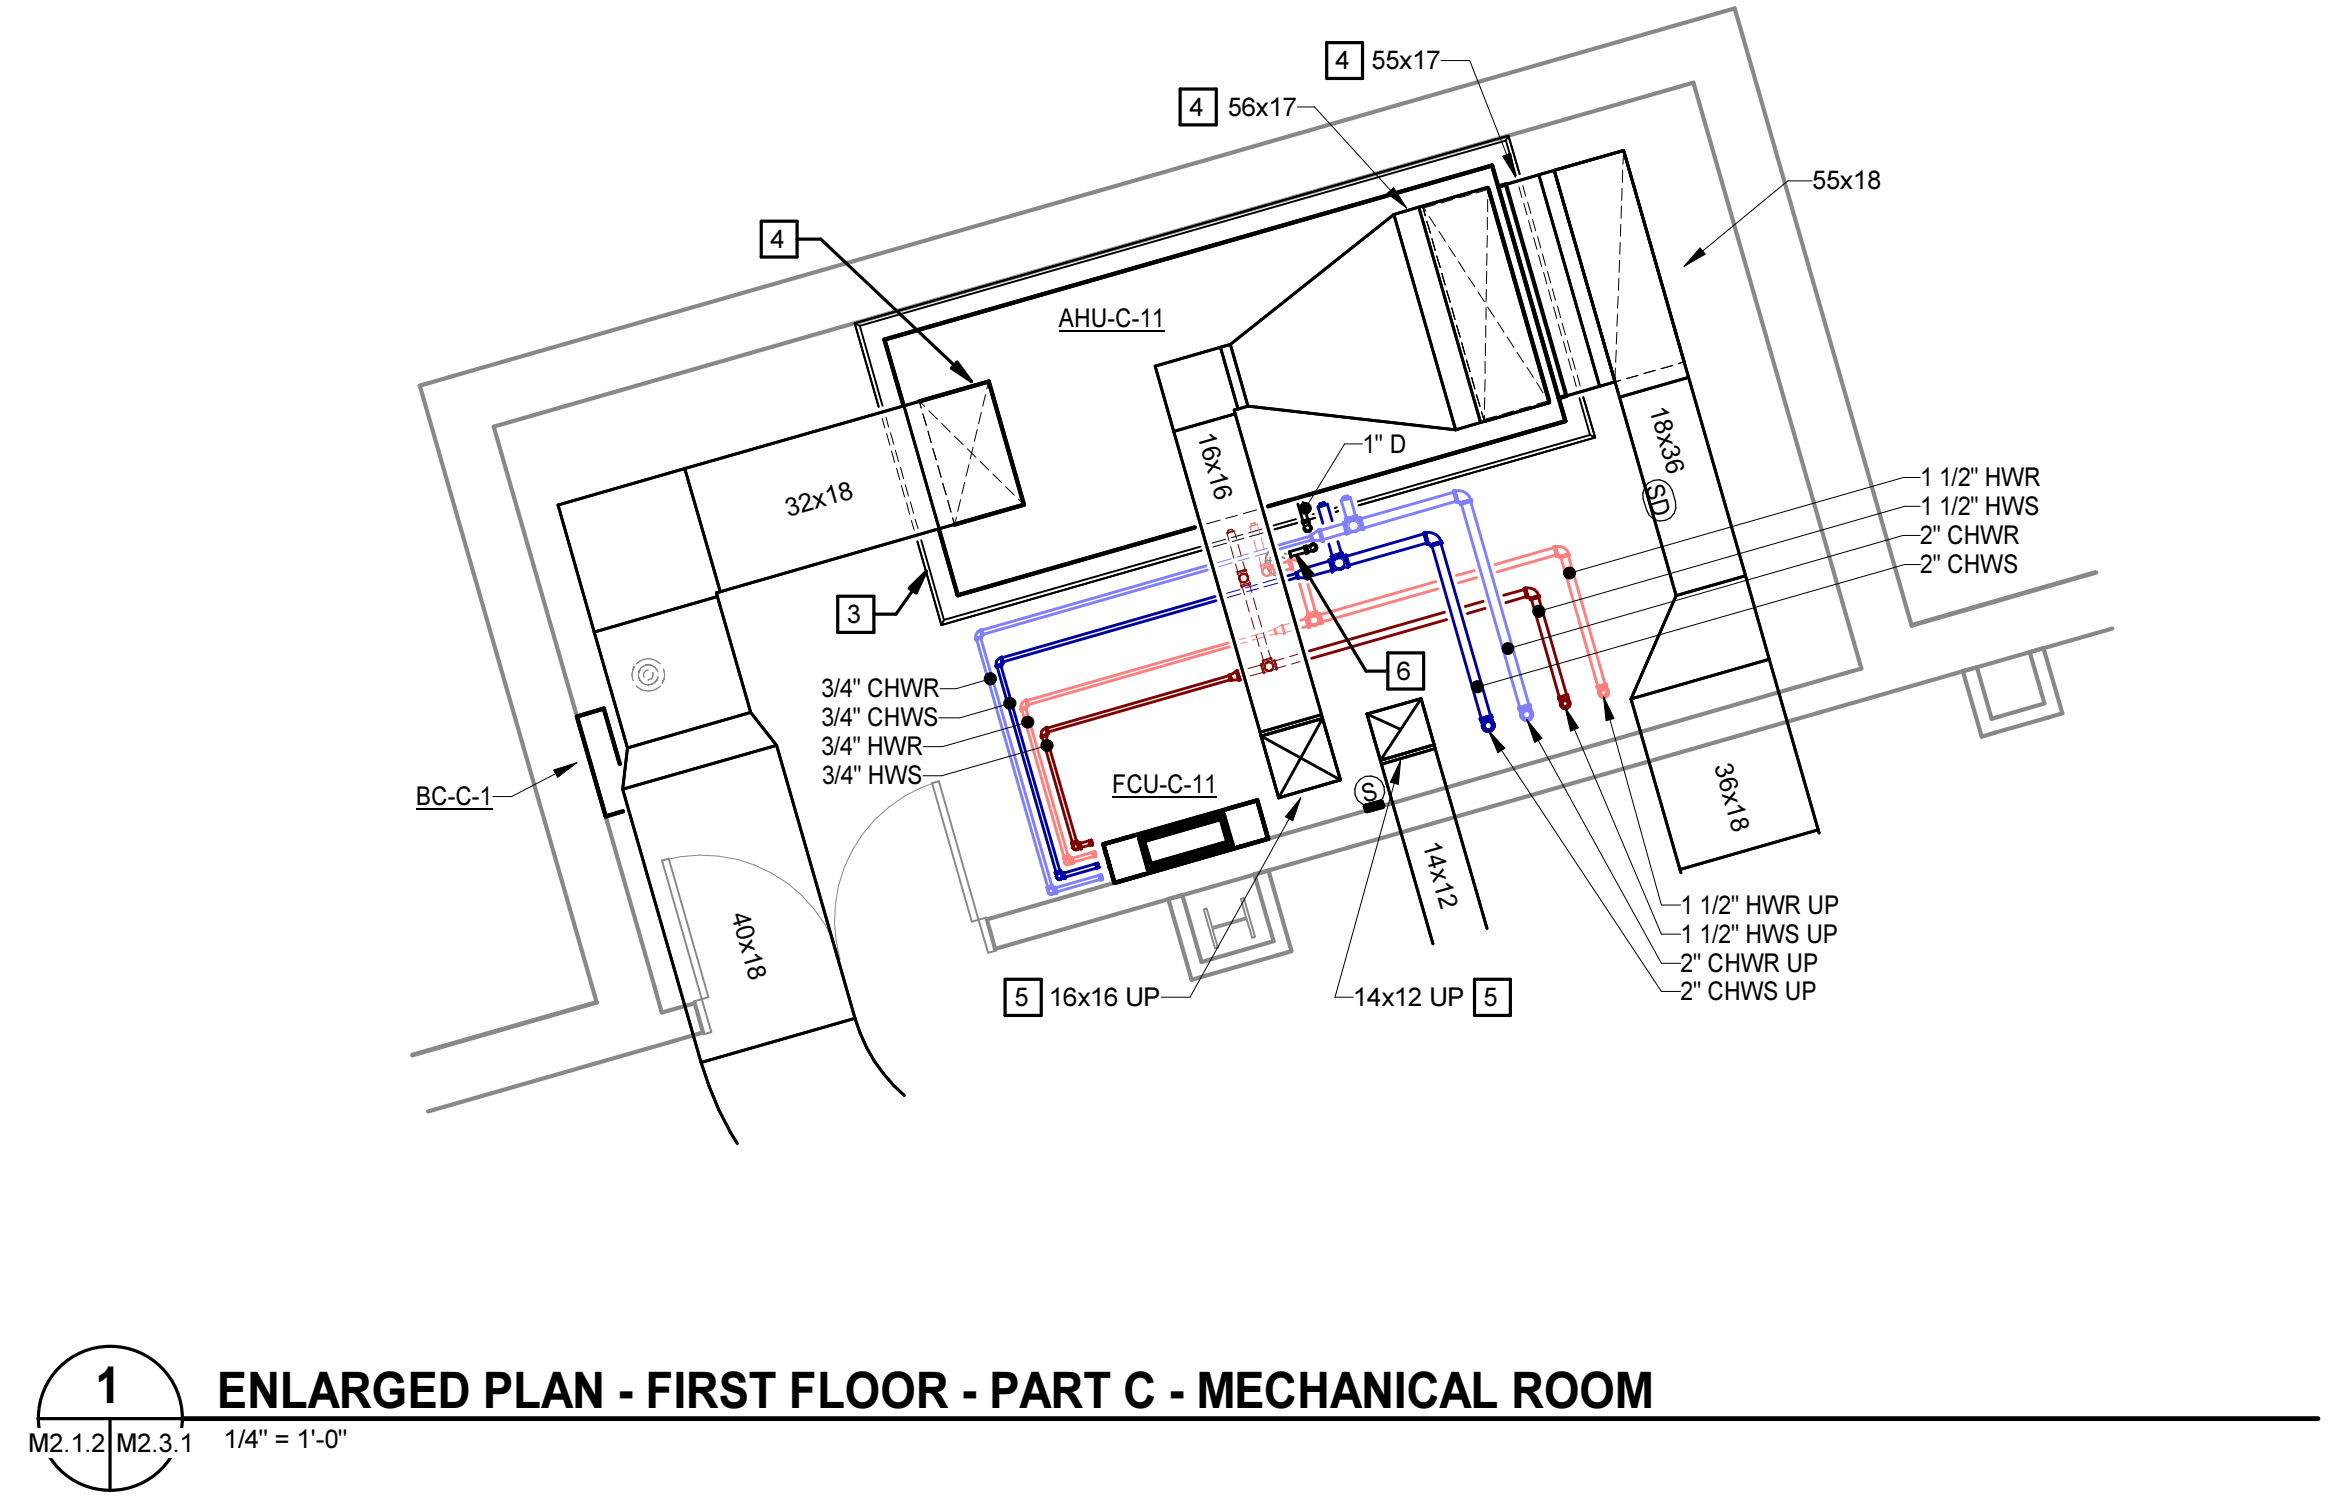 4 55x17
4 56x17
55x18
4
AHU-C-11
1" D
16x16
18x36
SD
32x18
1 1/2" HWR
1 1/2" HWS
2" CHWR
2" CHWS
3
6
3/4" CHWR
3/4" CHWS
3/4" HWR
3/4" HWS
BC-C-1
FCU-C-11
S
36x18
14x12
40x18
1 1/2" HWR UP
1 1/2" HWS UP
2" CHWR UP
2" CHWS UP
5 16x16 UP
14x12 UP 5
1
ENLARGED PLAN - FIRST FLOOR - PART C - MECHANICAL ROOM
M2.1.2 M2.3.1
1/4" = 1'-0"